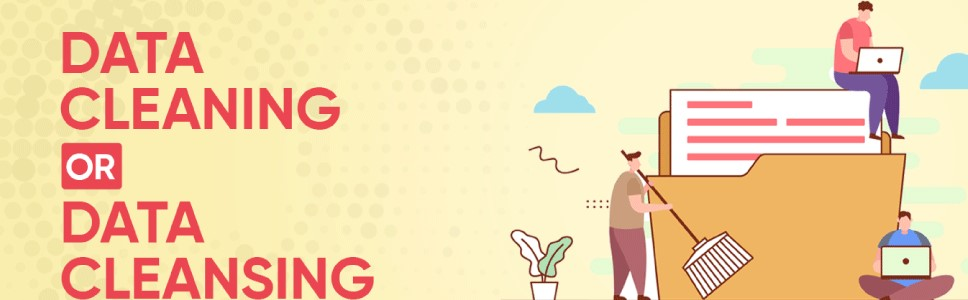 DATA
CLEANING
OR
DATA
CLEANSING